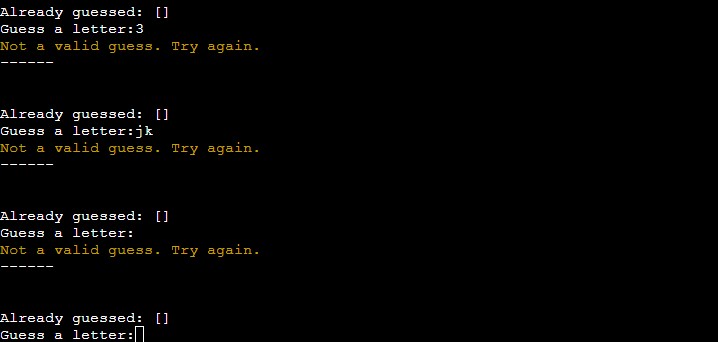 Already guessed: []
Guess a letter:3
Not a valid guess. Try again.
------
Already guessed: []
Guess a letter:jk
Not a valid guess. Try again.
------
Already guessed: []
Guess a letter:
Not a valid guess. Try again.
------
Already guessed: []
Guess a letter: